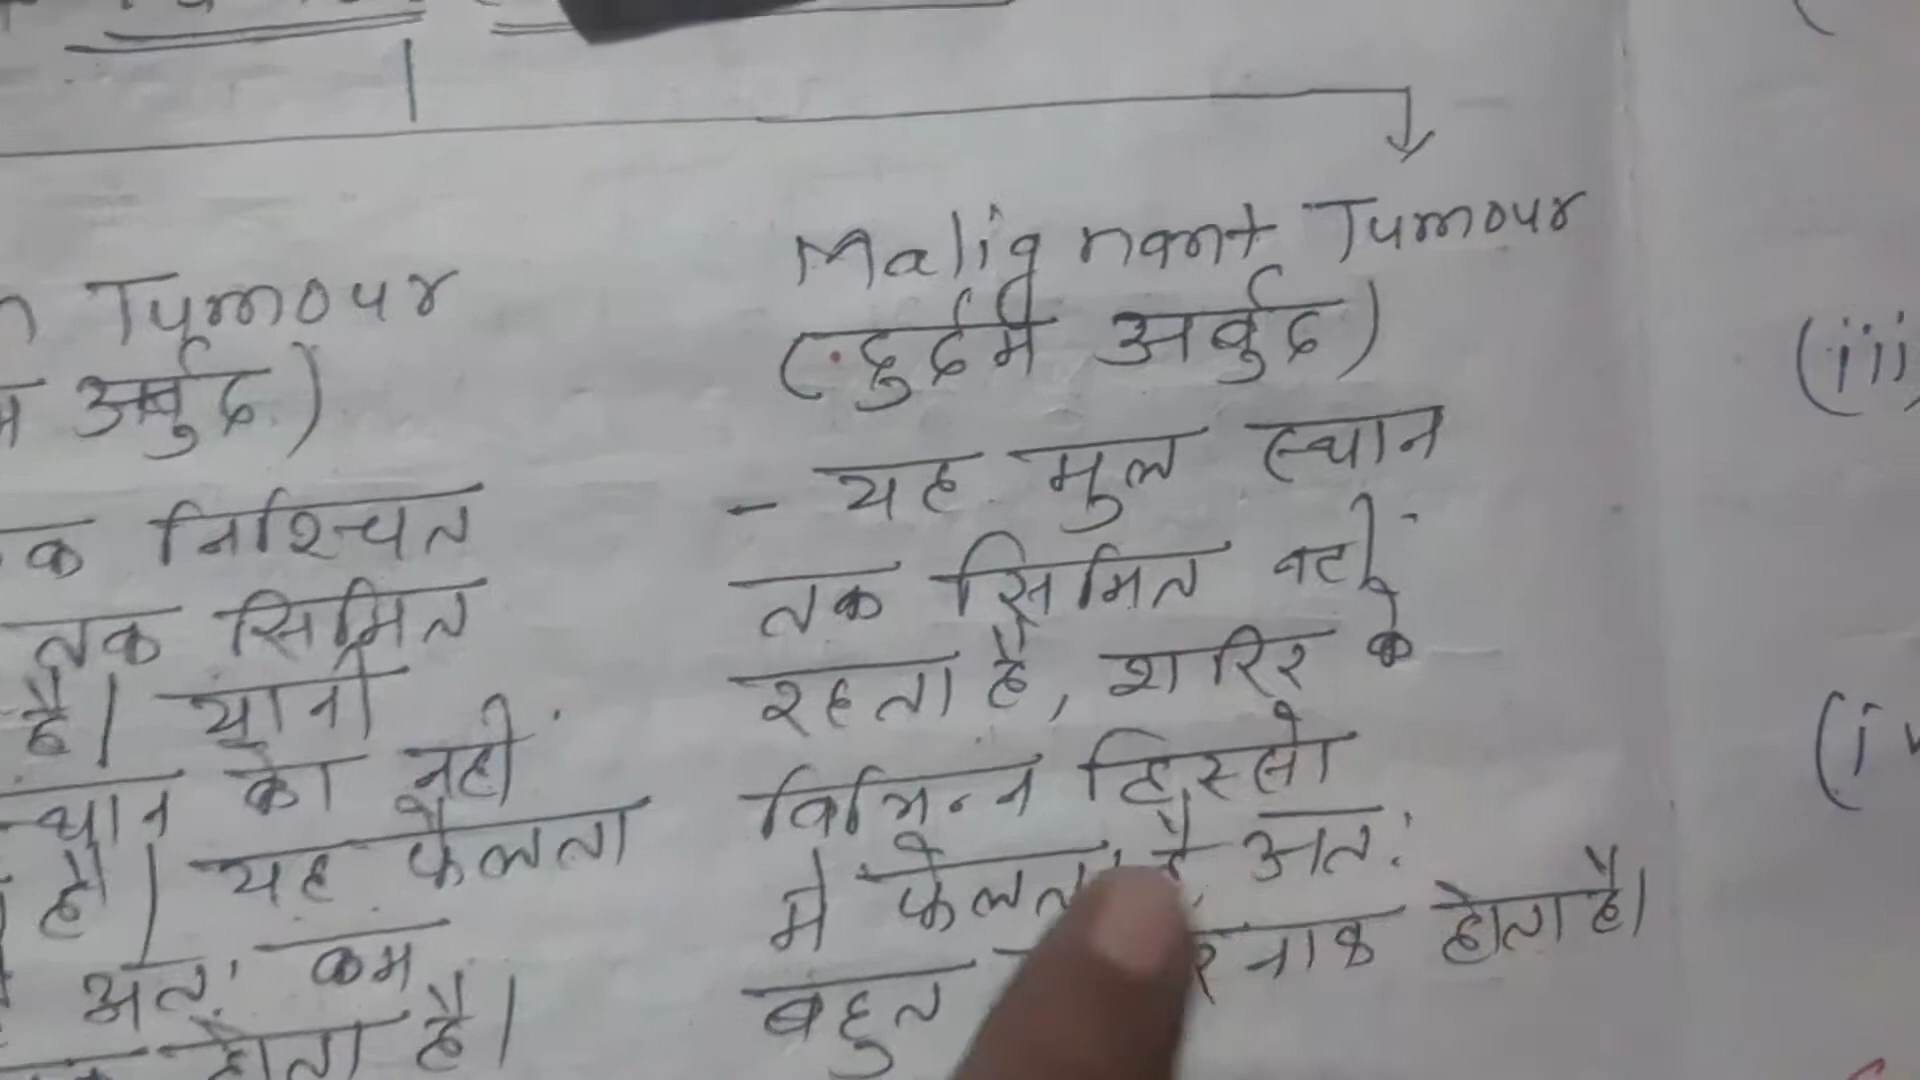 Tumour
अर्बुद)
निश्चित
तक सिमित
है। यानी
को नही
है। यह फैलता
अतः कम
होता है।
Malignant Tumour
(दुर्दम अर्बुद)
- यह मुल स्थान
तक सिमित नहीं
रहता है, शरिर के
विभिन्न हिस्सो
मे फैलता है अतः
बहुत होता है।
(iii)